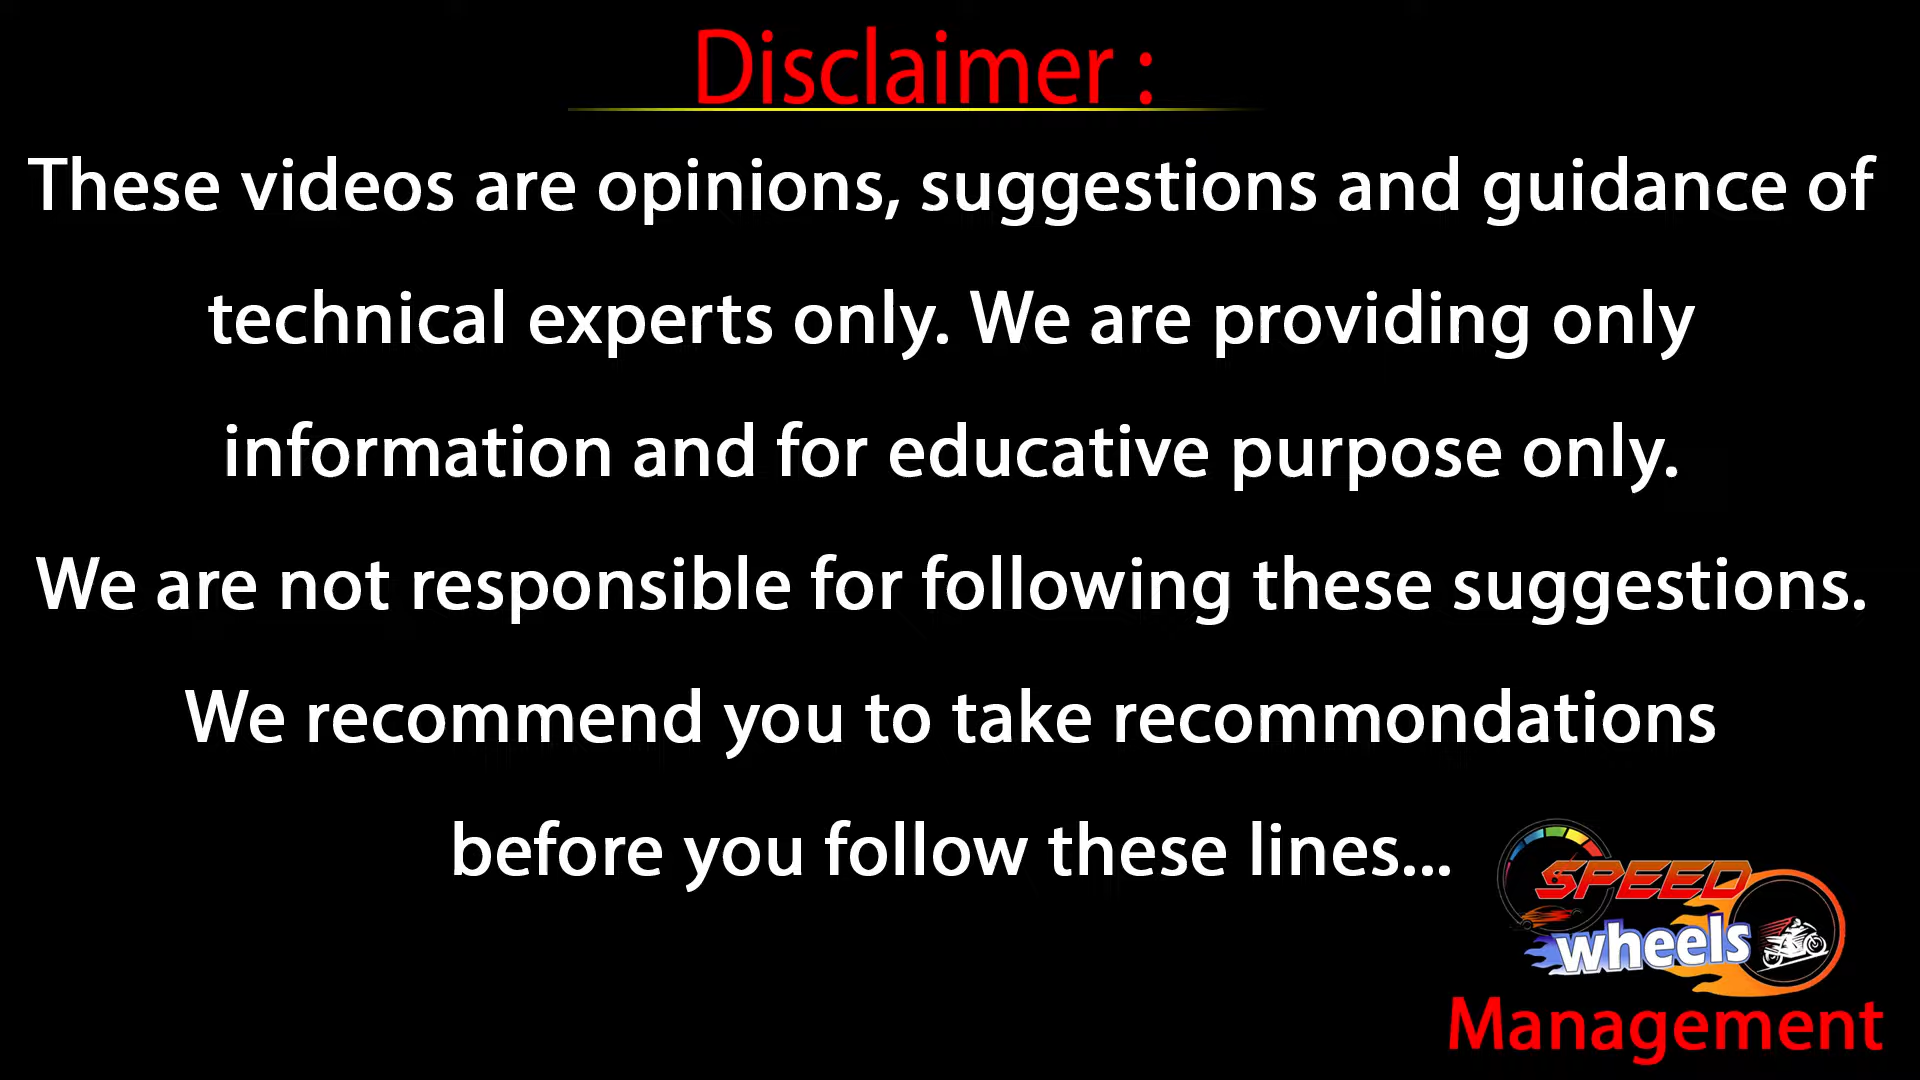 Disclaimer :
These videos are opinions, suggestions and guidance of
technical experts only. We are providing only
information and for educative purpose only.
We are not responsible for following these suggestions.
We recommend you to take recommondations
before you follow these lines...
SPEED
wheels
Management